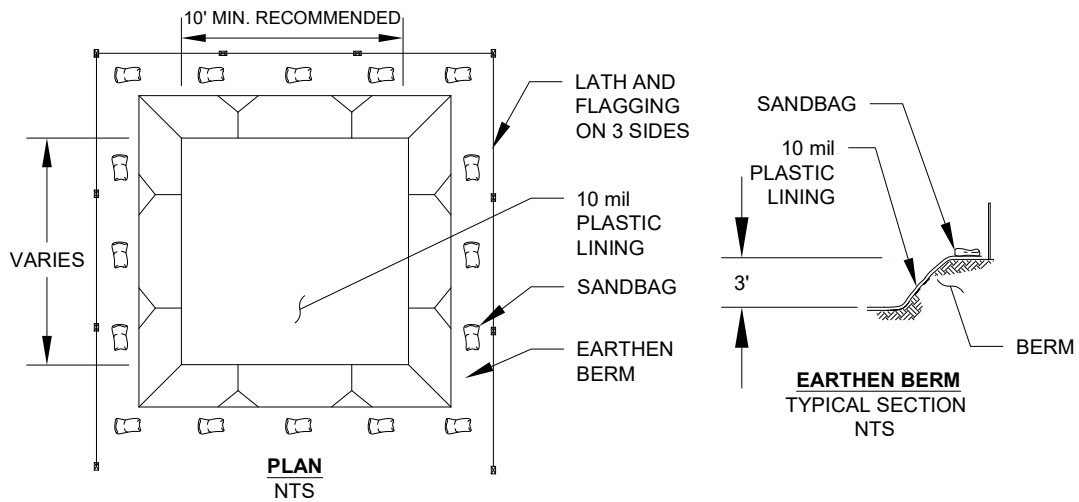 10' MIN. RECOMMENDED
LATH AND
FLAGGING
ON 3 SIDES
10 mil
PLASTIC
LINING
VARIES
SANDBAG
EARTHEN
BERM
PLAN
NTS
SANDBAG
10 mil
PLASTIC
LINING
3'
BERM
EARTHEN BERM
TYPICAL SECTION
NTS